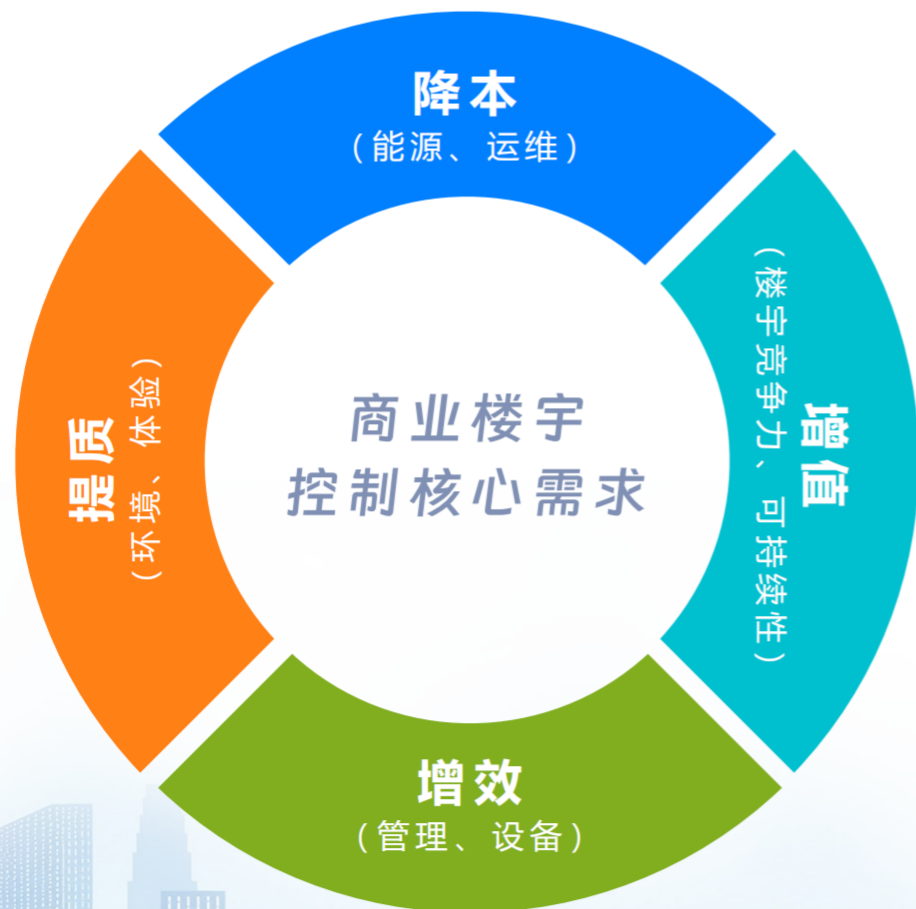 降本
（能源、运维）
增值
（楼宇竞争力、可持续性）
商业楼宇
控制核心需求
提质
（环境、体验）
增效
（管理、设备）